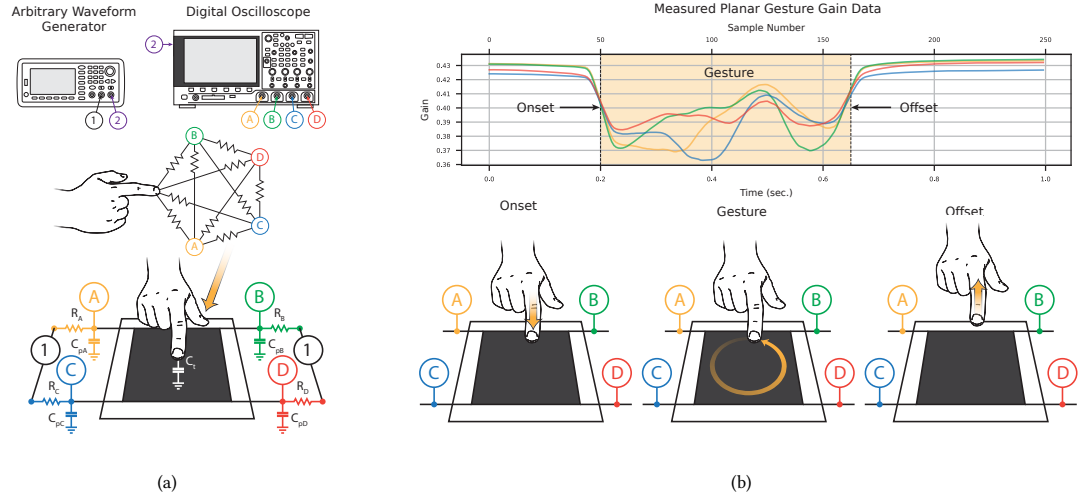 Arbitrary Waveform
Generator
Digital Oscilloscope
2
1
2
A
B
C
D
B
D
C
A
A
B
R_A
R_B
C_pA
C_pB
1
1
C
D
C_t
R_C
R_D
C_pC
C_pD
(a)
Measured Planar Gesture Gain Data
Sample Number
0
50
100
150
200
250
Gain
0.43
0.42
0.41
0.40
0.39
0.38
0.37
0.36
Gesture
Onset
Offset
0.0
0.2
0.4
0.6
0.8
1.0
Time (sec.)
Onset
Gesture
Offset
A
B
A
B
A
B
C
D
C
D
C
D
(b)